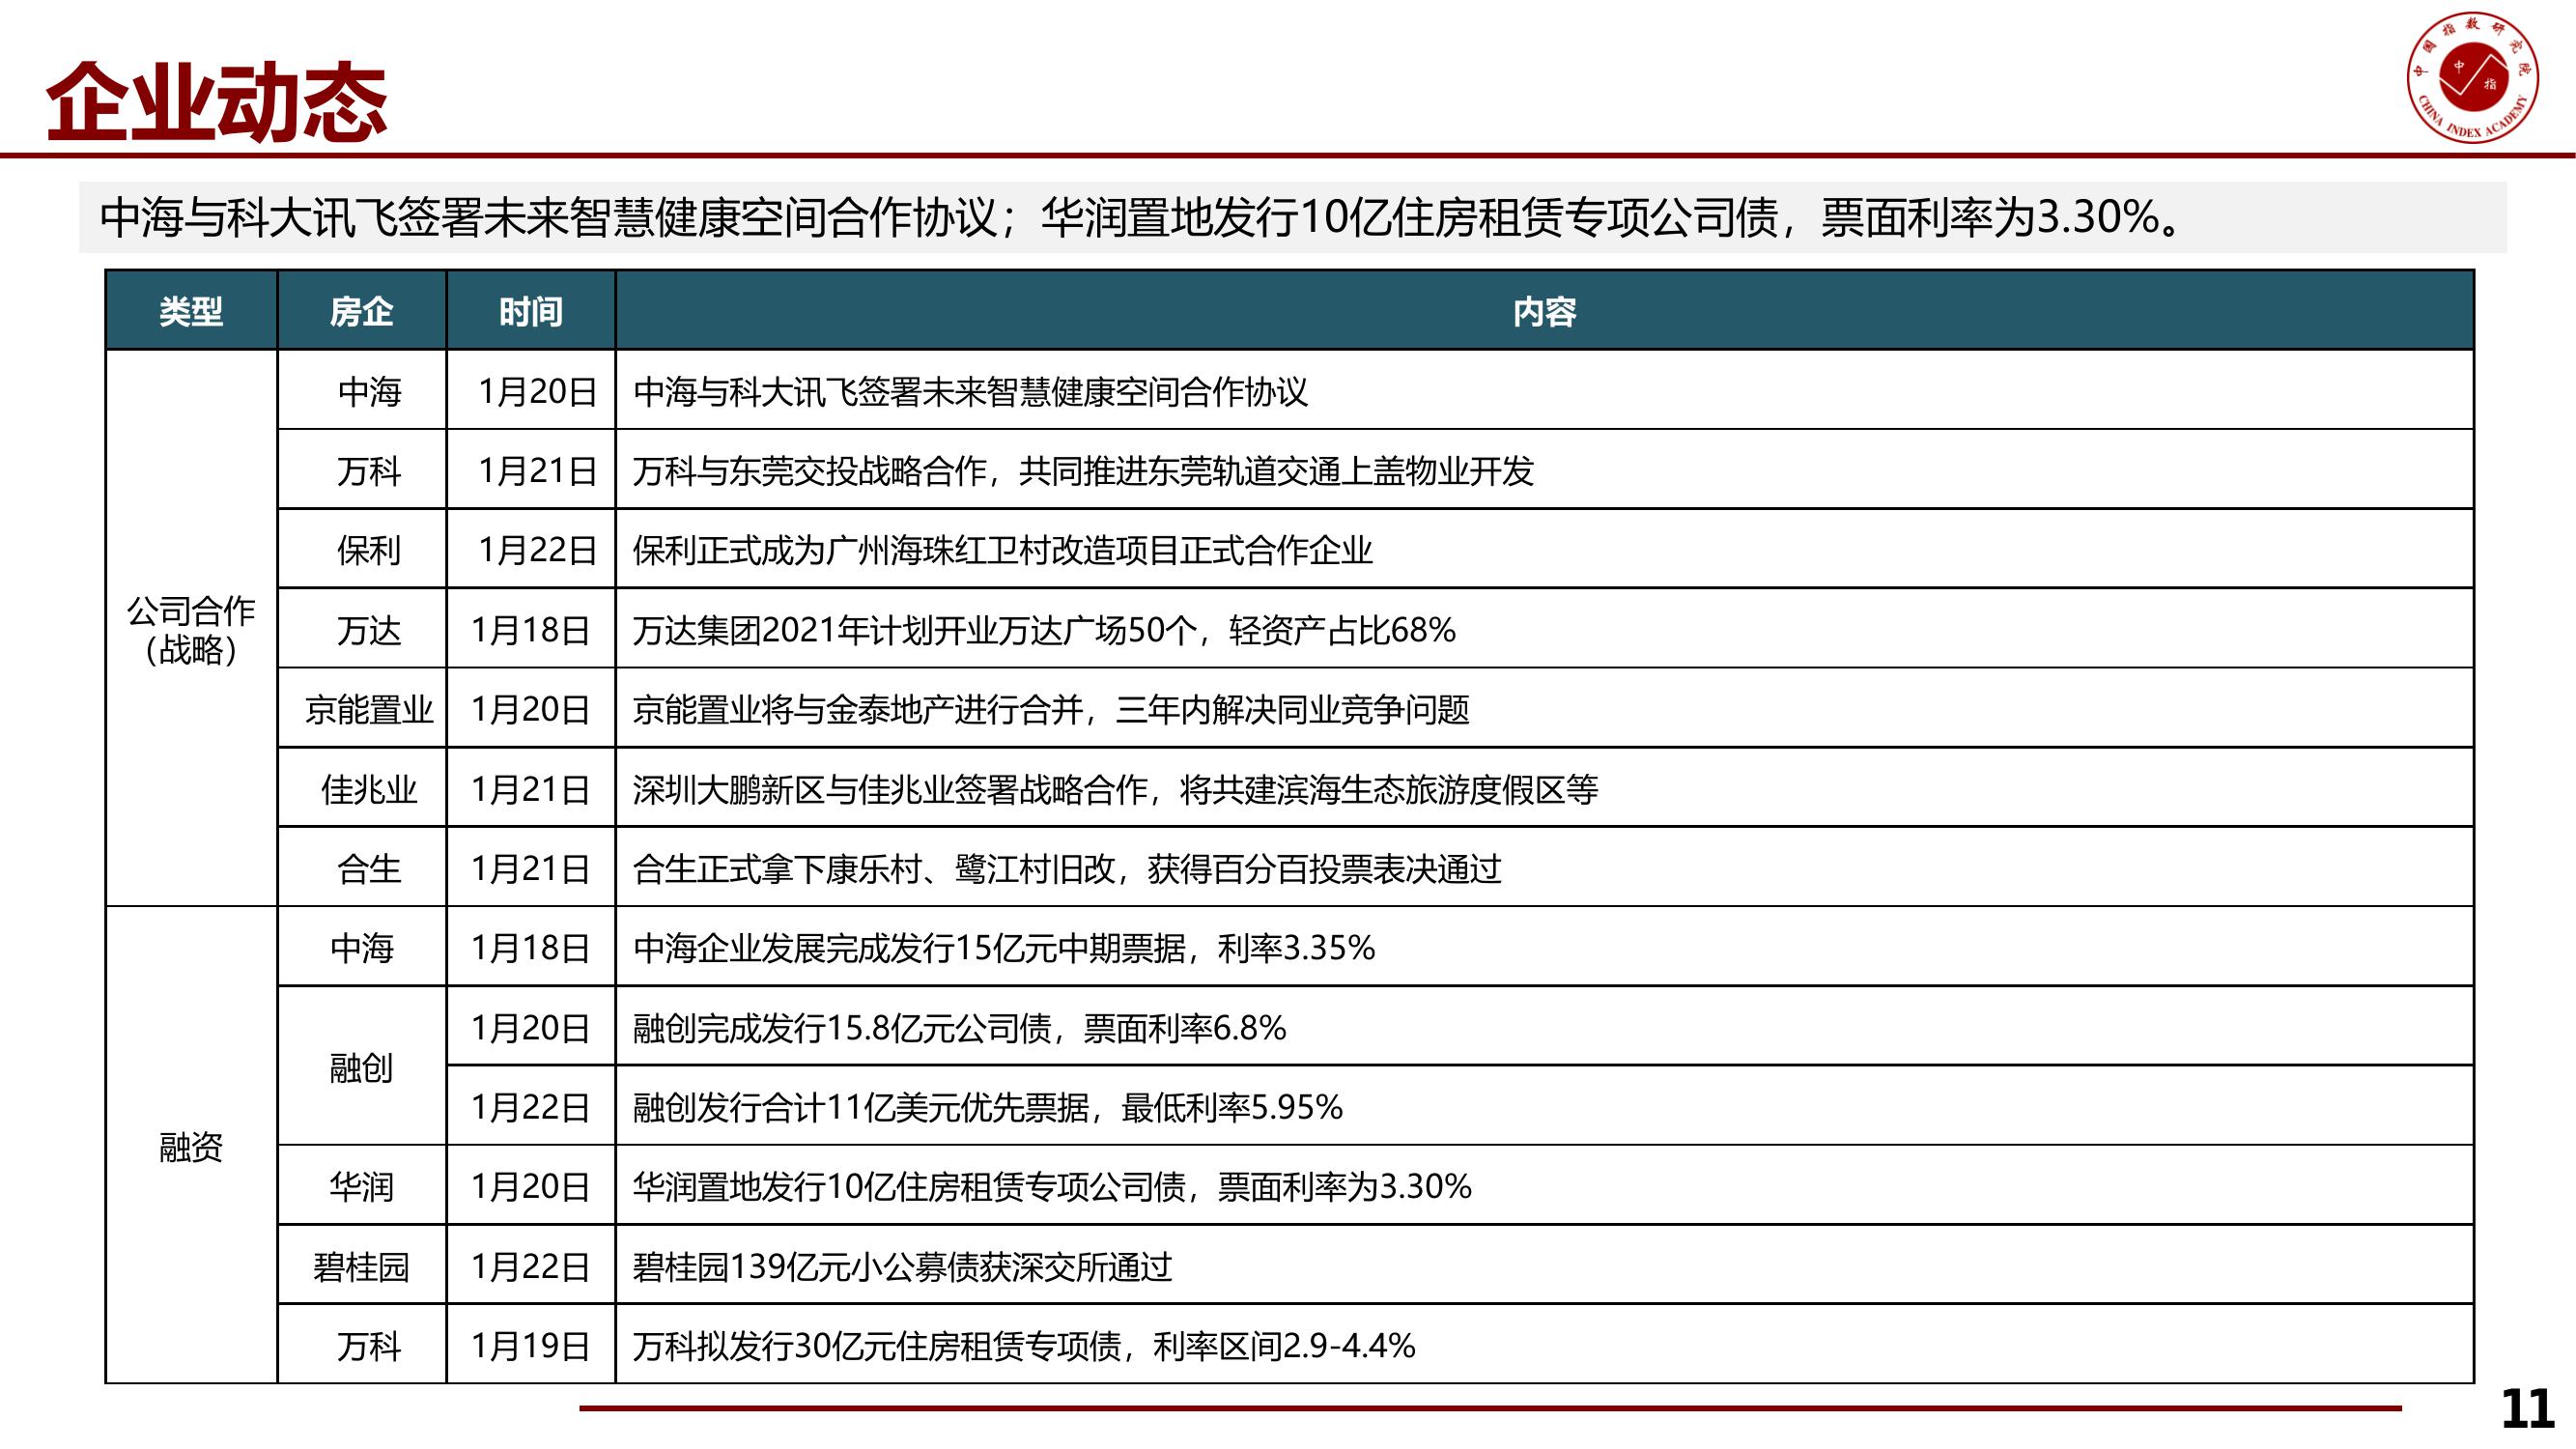 企业动态
中国指数研究院
中指
CHINA INDEX ACADEMY
中海与科大讯飞签署未来智慧健康空间合作协议；华润置地发行10亿住房租赁专项公司债，票面利率为3.30%。
类型 房企 时间 内容
公司合作
（战略）
中海 1月20日 中海与科大讯飞签署未来智慧健康空间合作协议
万科 1月21日 万科与东莞交投战略合作，共同推进东莞轨道交通上盖物业开发
保利 1月22日 保利正式成为广州海珠红卫村改造项目正式合作企业
万达 1月18日 万达集团2021年计划开业万达广场50个，轻资产占比68%
京能置业 1月20日 京能置业将与金泰地产进行合并，三年内解决同业竞争问题
佳兆业 1月21日 深圳大鹏新区与佳兆业签署战略合作，将共建滨海生态旅游度假区等
合生 1月21日 合生正式拿下康乐村、鹭江村旧改，获得百分百投票表决通过
融资
中海 1月18日 中海企业发展完成发行15亿元中期票据，利率3.35%
融创 1月20日 融创完成发行15.8亿元公司债，票面利率6.8%
1月22日 融创发行合计11亿美元优先票据，最低利率5.95%
华润 1月20日 华润置地发行10亿住房租赁专项公司债，票面利率为3.30%
碧桂园 1月22日 碧桂园139亿元小公募债获深交所通过
万科 1月19日 万科拟发行30亿元住房租赁专项债，利率区间2.9-4.4%
11